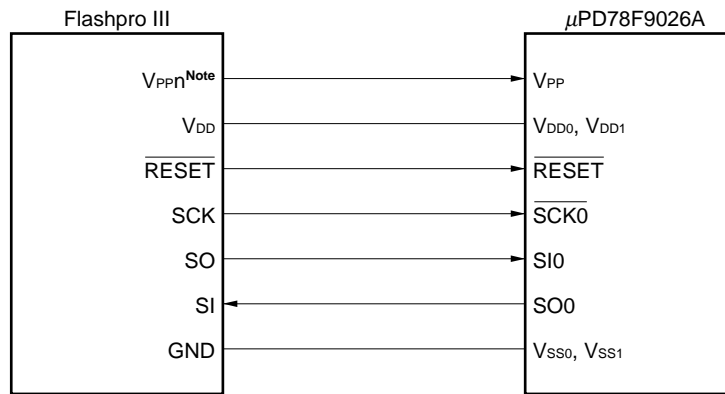 Flashpro III μPD78F9026A
VPPnNote VPP
VDD VDD0, VDD1
RESET RESET
SCK SCK0
SO SI0
SI SO0
GND VSS0, VSS1